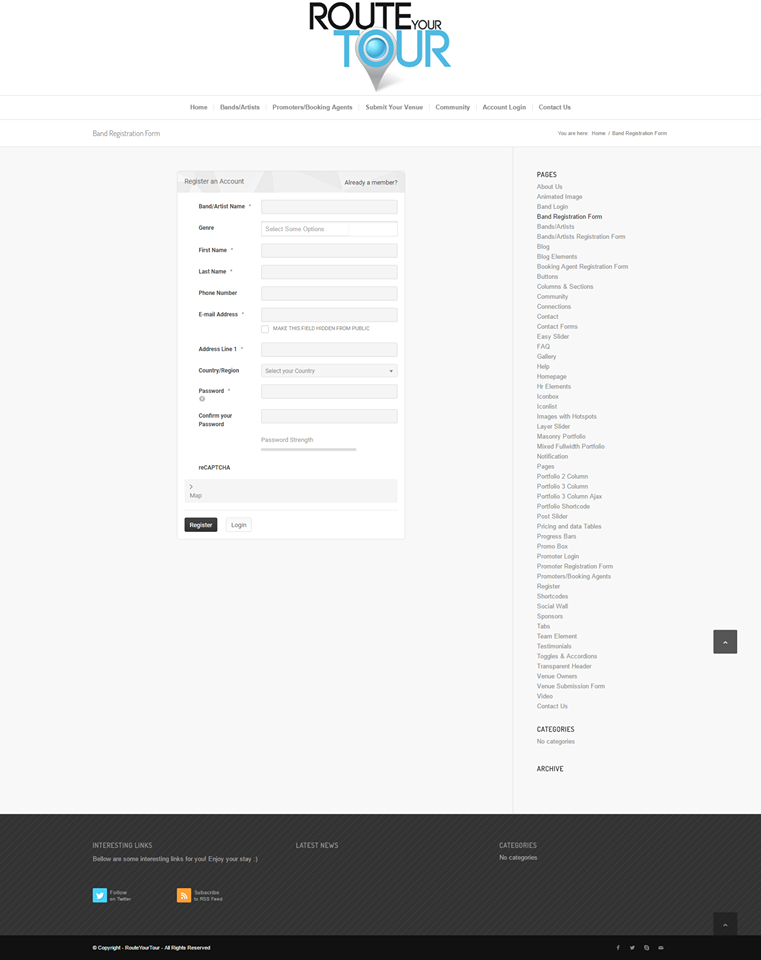 ROUTE YOUR
TOUR
Home
Bands/Artists
Promoters/Booking Agents
Submit Your Venue
Community
Account Login
Contact Us
Band Registration Form
You are here: Home / Band Registration Form
Register an Account
Already a member?
Band/Artist Name *
Genre
Select Some Options
First Name *
Last Name *
Phone Number
E-mail Address *
MAKE THIS FIELD HIDDEN FROM PUBLIC
Address Line 1 *
Country/Region
Select your Country
Password *
Confirm your
Password
Password Strength
reCAPTCHA
Map
Register
Login
PAGES
About Us
Animated Image
Band Login
Band Registration Form
Bands/Artists
Bands/Artists Registration Form
Blog
Blog Elements
Booking Agent Registration Form
Buttons
Columns & Sections
Community
Connections
Contact
Contact Forms
Easy Slider
FAQ
Gallery
Help
Homepage
Hr Elements
Iconbox
Iconlist
Images with Hotspots
Layer Slider
Masonry Portfolio
Mixed Fullwidth Portfolio
Notification
Pages
Portfolio 2 Column
Portfolio 3 Column
Portfolio 3 Column Ajax
Portfolio Shortcode
Post Slider
Pricing and data Tables
Progress Bars
Promo Box
Promoter Login
Promoter Registration Form
Promoters/Booking Agents
Register
Shortcodes
Social Wall
Sponsors
Tabs
Team Element
Testimonials
Toggles & Accordions
Transparent Header
Venue Owners
Venue Submission Form
Video
Contact Us
CATEGORIES
No categories
ARCHIVE
INTERESTING LINKS
Bellow are some interesting links for you! Enjoy your stay :)
Follow
on Twitter
Subscribe
to RSS Feed
LATEST NEWS
CATEGORIES
No categories
© Copyright - RouteYourTour - All Rights Reserved